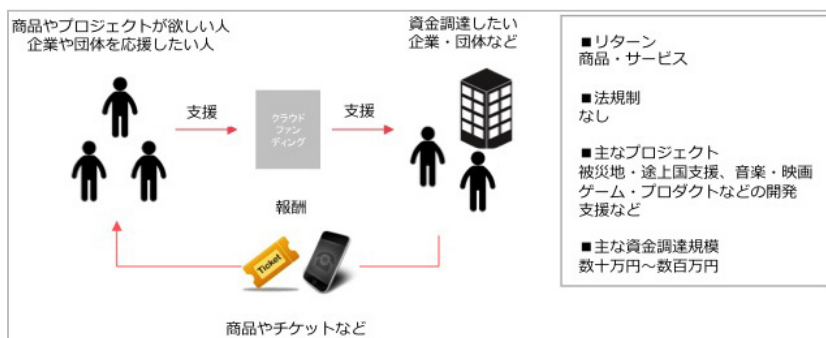 商品やプロジェクトが欲しい人
企業や団体を応援したい人
資金調達したい
企業・団体など
支援
クラウド
ファン
ディング
支援
報酬
Ticket
商品やチケットなど
■リターン
商品・サービス
■法規制
なし
■主なプロジェクト
被災地・途上国支援、音楽・映画
ゲーム・プロダクトなどの開発
支援など
■主な資金調達規模
数十万円～数百万円